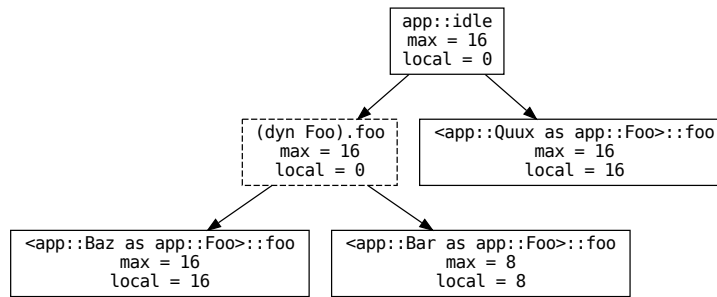 app::idle
max = 16
local = 0
(dyn Foo).foo
max = 16
local = 0
<app::Quux as app::Foo>::foo
max = 16
local = 16
<app::Baz as app::Foo>::foo
max = 16
local = 16
<app::Bar as app::Foo>::foo
max = 8
local = 8